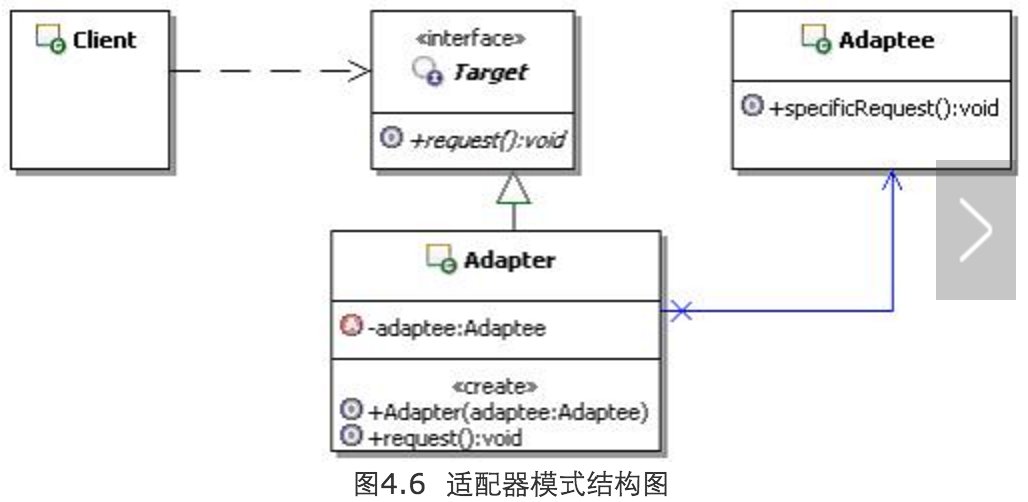 Client
«interface»
Target
+request():void
Adaptee
+specificRequest():void
Adapter
-adaptee:Adaptee
«create»
+Adapter(adaptee:Adaptee)
+request():void
图4.6 适配器模式结构图